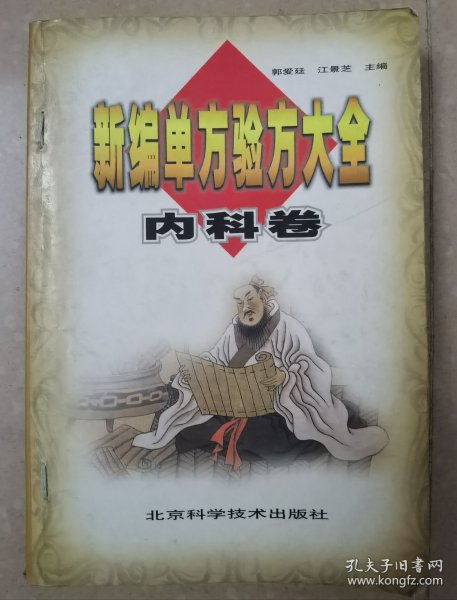 郭爱廷 江景芝 主编
新编单方验方大全
内科卷
北京科学技术出版社
孔夫子旧书网
www.kongfz.com